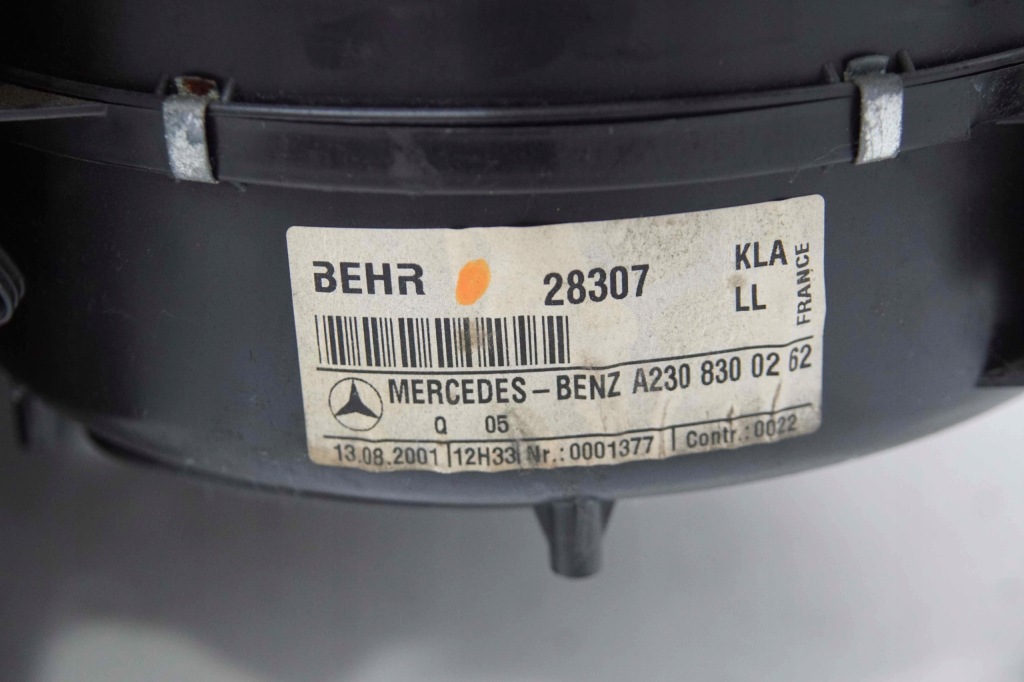 BEHR 28307 KLA
LL
FRANCE
MERCEDES-BENZ A230 830 02 62
Q 05
13.08.2001 12H33 Nr.:0001377 Contr.:0022